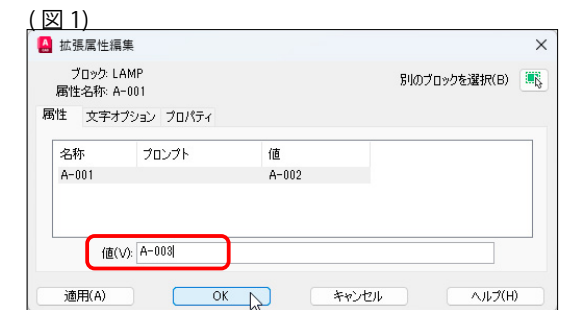 (図1)
拡張属性編集
ブロック: LAMP
属性名称: A-001
別のブロックを選択(B)
属性 文字オプション プロパティ
名称 プロンプト 値
A-001 A-002
値(V): A-003
適用(A) OK キャンセル ヘルプ(H)